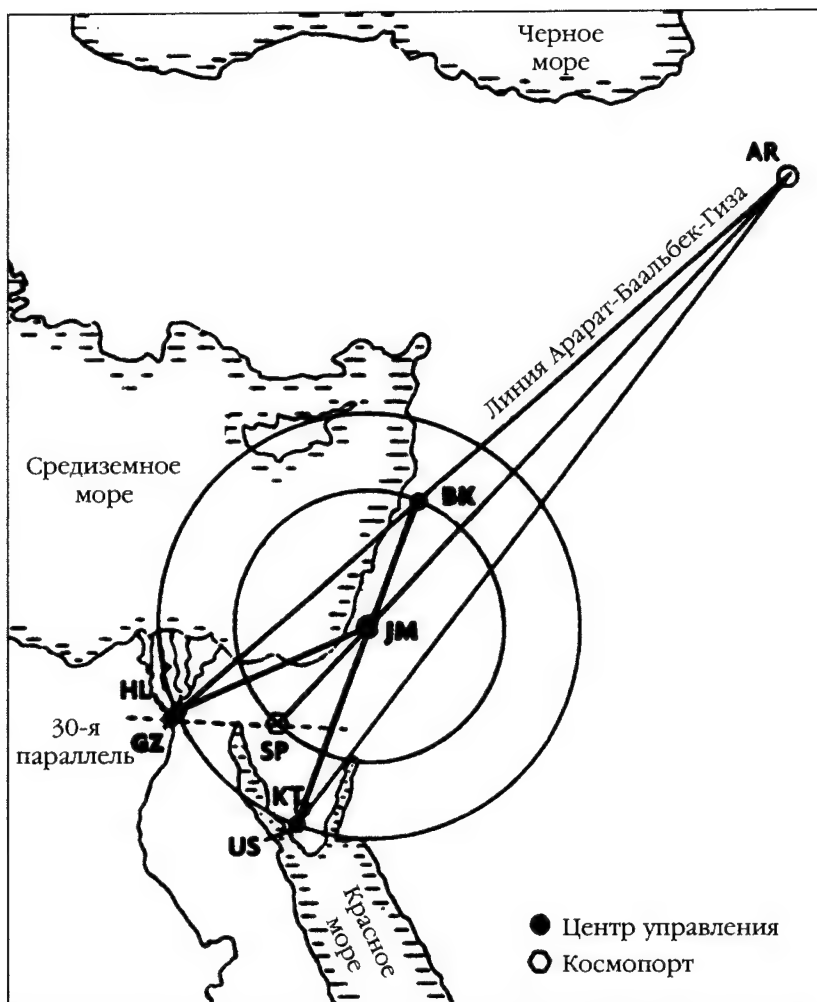 Черное
море
AR
Линия Арарат-Баальбек-Гиза
Средиземное
море
BK
JM
HL
GZ
30-я
параллель
SP
KT
US
Красное
море
Центр управления
Космопорт